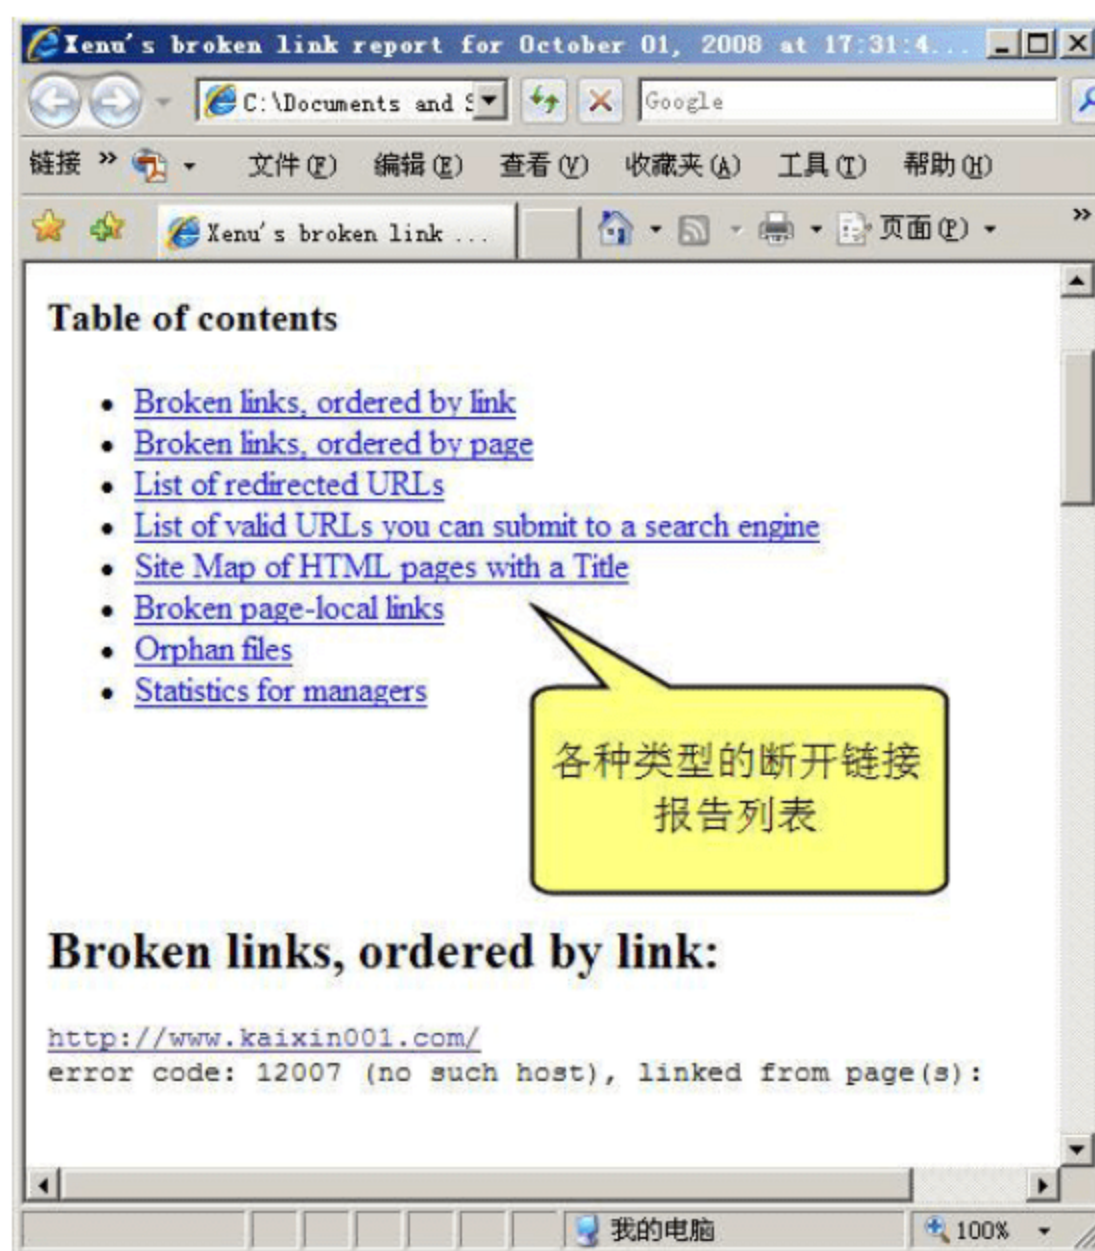 Xenu's broken link report for October 01, 2008 at 17:31:4...
C:\Documents and S
Google
链接 » 文件(F) 编辑(E) 查看(V) 收藏夹(A) 工具(T) 帮助(H)
Xenu's broken link ... 页面(P) »
Table of contents
• Broken links, ordered by link
• Broken links, ordered by page
• List of redirected URLs
• List of valid URLs you can submit to a search engine
• Site Map of HTML pages with a Title
• Broken page-local links
• Orphan files
• Statistics for managers
各种类型的断开链接
报告列表
Broken links, ordered by link:
http://www.kaixin001.com/
error code: 12007 (no such host), linked from page(s):
我的电脑 100%